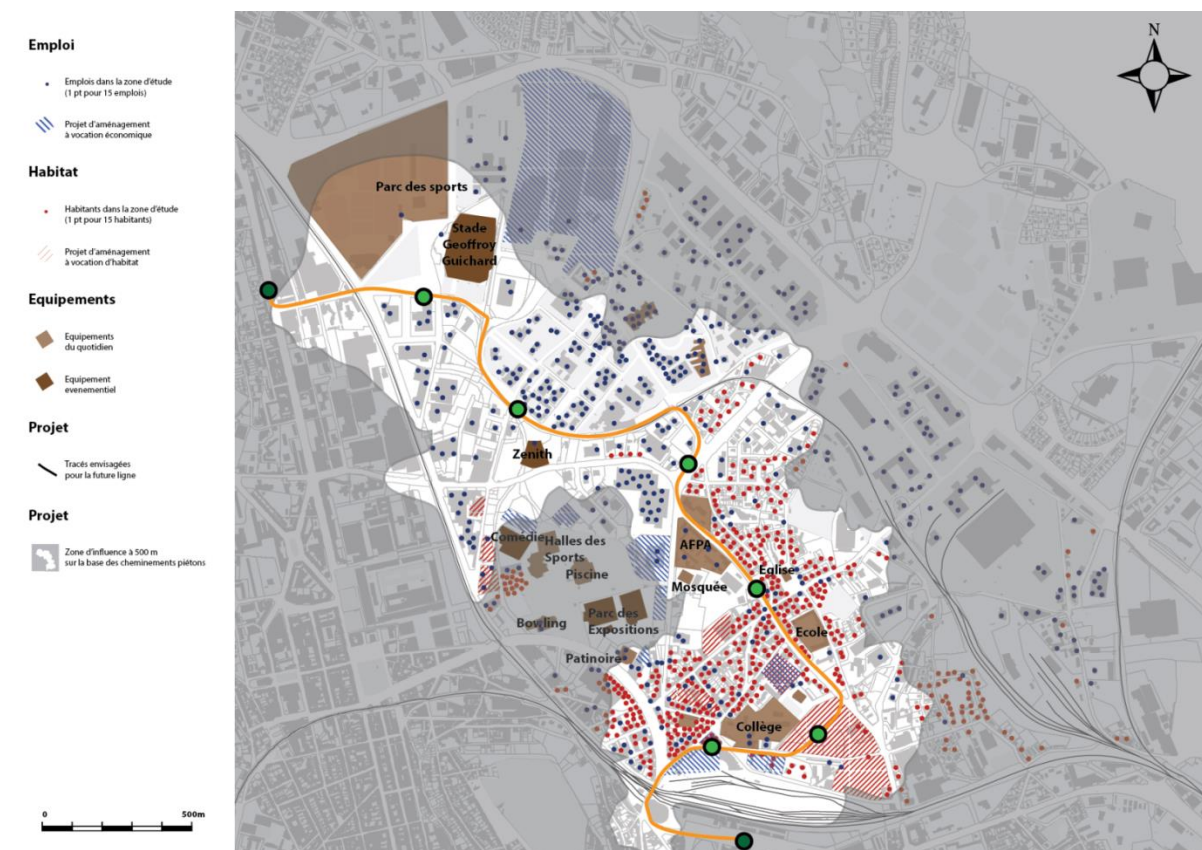 Emploi
Emplois dans la zone d'étude
(1 pt pour 15 emplois)
Projet d'aménagement
à vocation économique
Habitat
Habitants dans la zone d'étude
(1 pt pour 15 habitants)
Projet d'aménagement
à vocation d'habitat
Equipements
Equipements
du quotidien
Equipement
evenementiel
Projet
Tracés envisagées
pour la future ligne
Projet
Zone d'influence à 500 m
sur la base des cheminements piétons
0 500m
N
Parc des sports
Stade
Geoffroy
Guichard
Zenith
Comédie
Halles des
Sports
Piscine
AFPA
Eglise
Mosquée
Bowling
Parc des
Expositions
Ecole
Patinoire
Collège